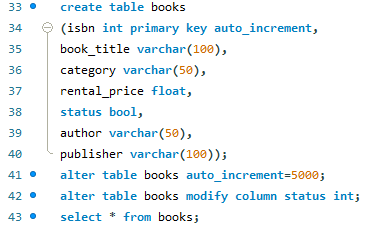 33 create table books
34 (isbn int primary key auto_increment,
35 book_title varchar(100),
36 category varchar(50),
37 rental_price float,
38 status bool,
39 author varchar(50),
40 publisher varchar(100));
41 alter table books auto_increment=5000;
42 alter table books modify column status int;
43 select * from books;